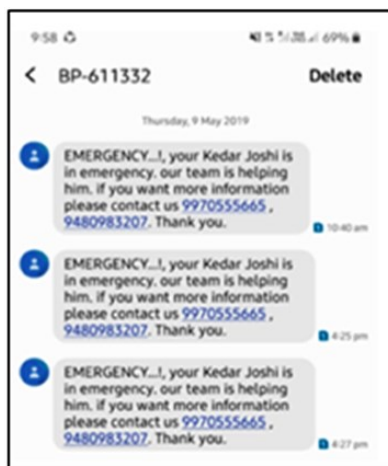 9:58 69%
BP-611332 Delete
Thursday, 9 May 2019
EMERGENCY...!, your Kedar Joshi is
in emergency. our team is helping
him. if you want more information
please contact us 9970555665 ,
9480983207. Thank you.
10:40 am
EMERGENCY...!, your Kedar Joshi is
in emergency. our team is helping
him. if you want more information
please contact us 9970555665 ,
9480983207. Thank you.
4:25 pm
EMERGENCY...!, your Kedar Joshi is
in emergency. our team is helping
him. if you want more information
please contact us 9970555665 ,
9480983207. Thank you.
4:27 pm